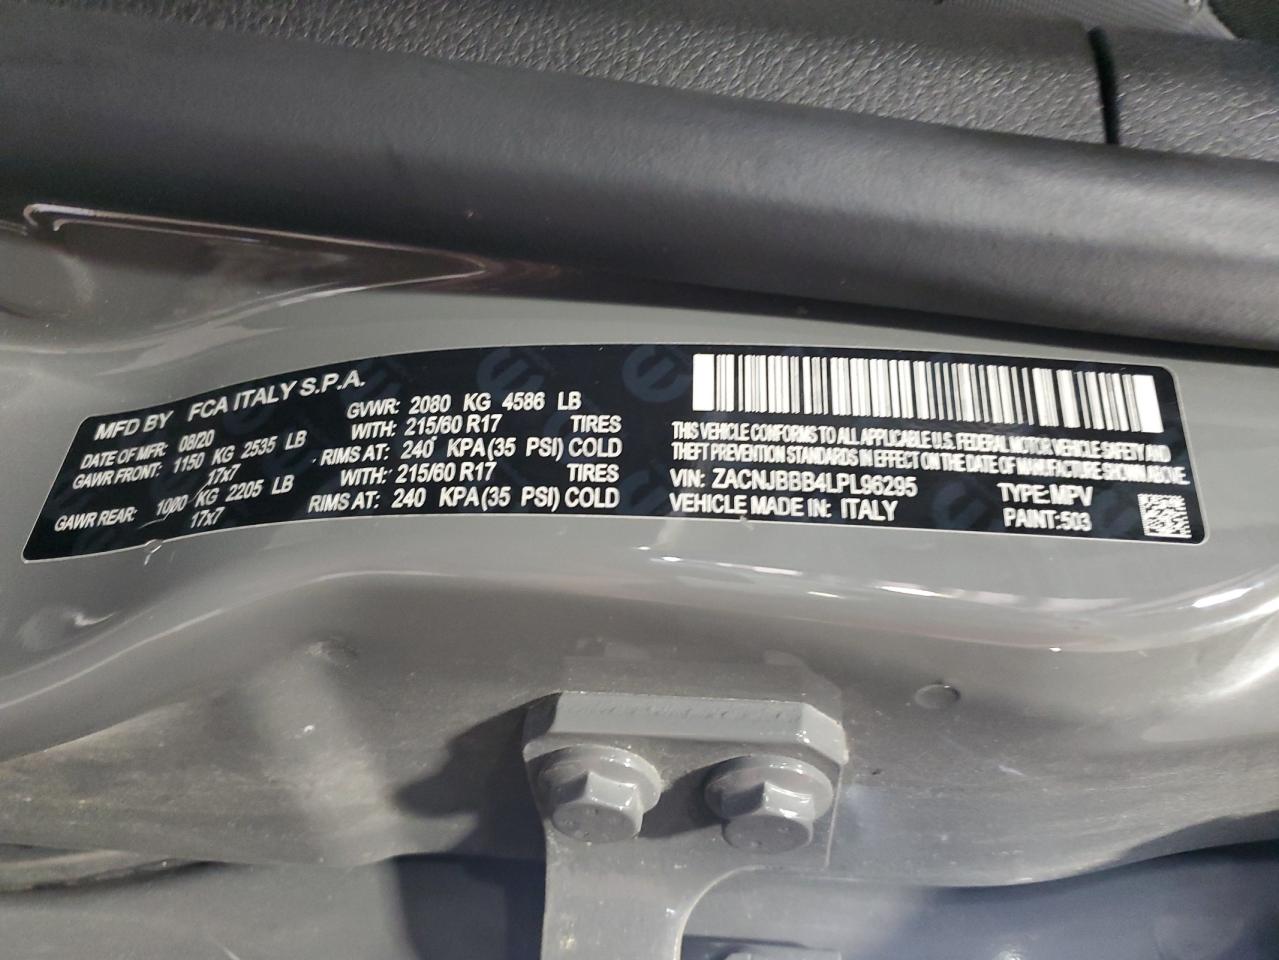 MFD BY FCA ITALY S.P.A.
DATE OF MFR: 08/20 GVWR: 2080 KG 4586 LB
GAWR FRONT: 1150 KG 2535 LB WITH: 215/60 R17 TIRES
17x7 RIMS AT: 240 KPA(35 PSI) COLD
GAWR REAR: 1000 KG 2205 LB WITH: 215/60 R17 TIRES
17x7 RIMS AT: 240 KPA(35 PSI) COLD
THIS VEHICLE CONFORMS TO ALL APPLICABLE U.S. FEDERAL MOTOR VEHICLE SAFETY AND
THEFT PREVENTION STANDARDS IN EFFECT ON THE DATE OF MANUFACTURE SHOWN ABOVE.
VIN: ZACNJBBB4LPL96295 TYPE: MPV
VEHICLE MADE IN: ITALY PAINT: 503